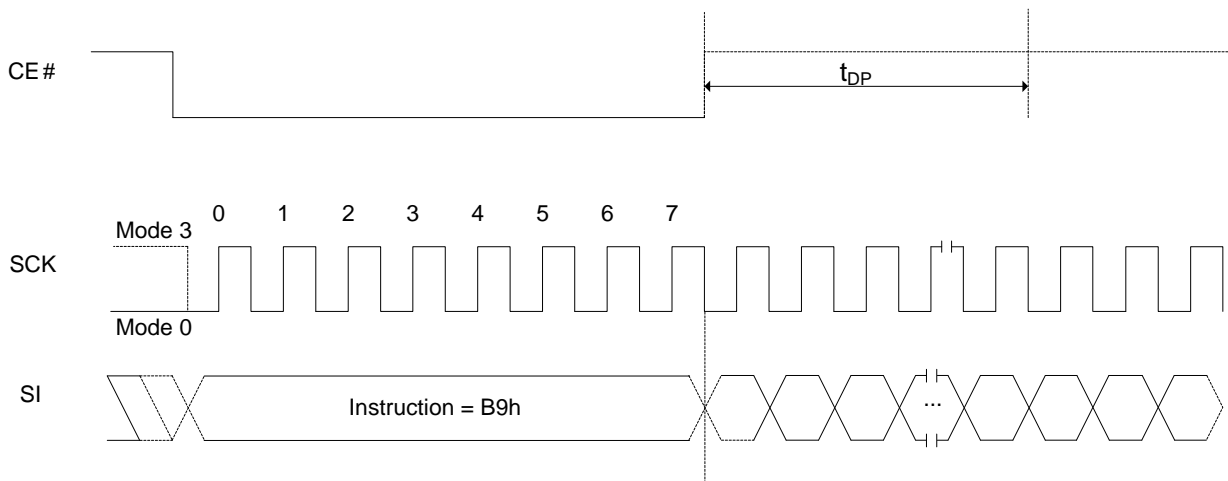 CE#
tDP
0 1 2 3 4 5 6 7
Mode 3
SCK
Mode 0
SI
Instruction = B9h
...